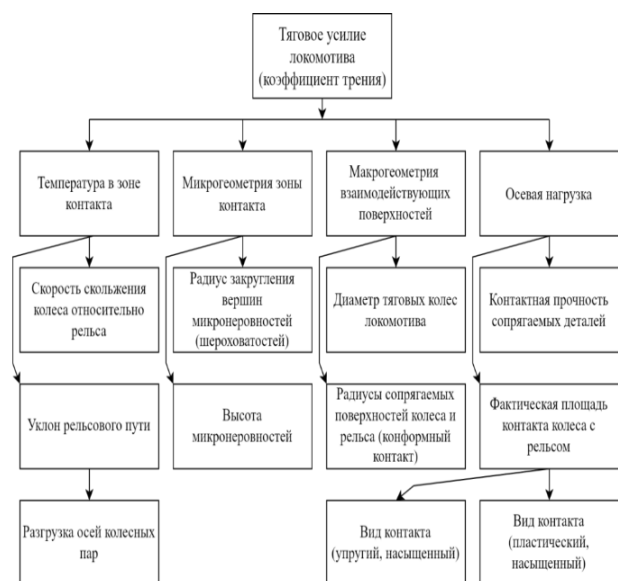 Тяговое усилие
локомотива
(коэффициент трения)
Температура в зоне
контакта
Микрогеометрия зоны
контакта
Макрогеометрия
взаимодействующих
поверхностей
Осевая нагрузка
Скорость скольжения
колеса относительно
рельса
Радиус закругления
вершин
микронеровностей
(шероховатостей)
Диаметр тяговых колес
локомотива
Контактная прочность
сопрягаемых деталей
Уклон рельсового пути
Высота
микронеровностей
Радиусы сопрягаемых
поверхностей колеса и
рельса (конформный
контакт)
Фактическая площадь
контакта колеса с
рельсом
Разгрузка осей колесных
пар
Вид контакта
(упругий, насыщенный)
Вид контакта
(пластический,
насыщенный)